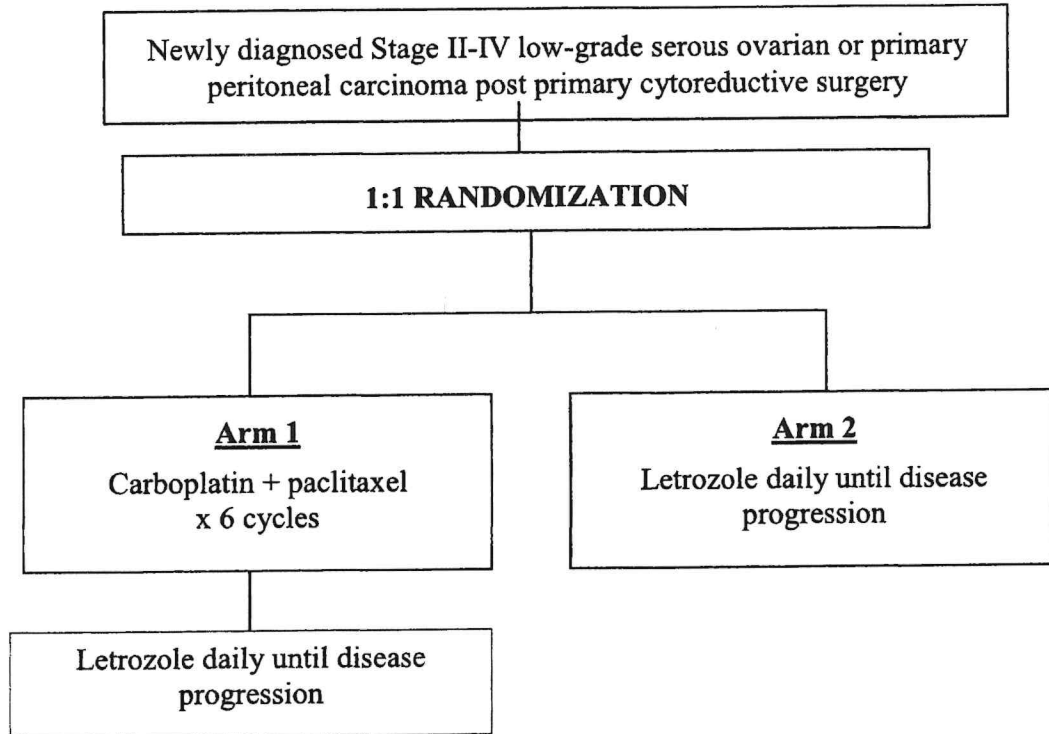 Newly diagnosed Stage II-IV low-grade serous ovarian or primary
peritoneal carcinoma post primary cytoreductive surgery
1:1 RANDOMIZATION
Arm 1
Carboplatin + paclitaxel
x 6 cycles
Letrozole daily until disease
progression
Arm 2
Letrozole daily until disease
progression